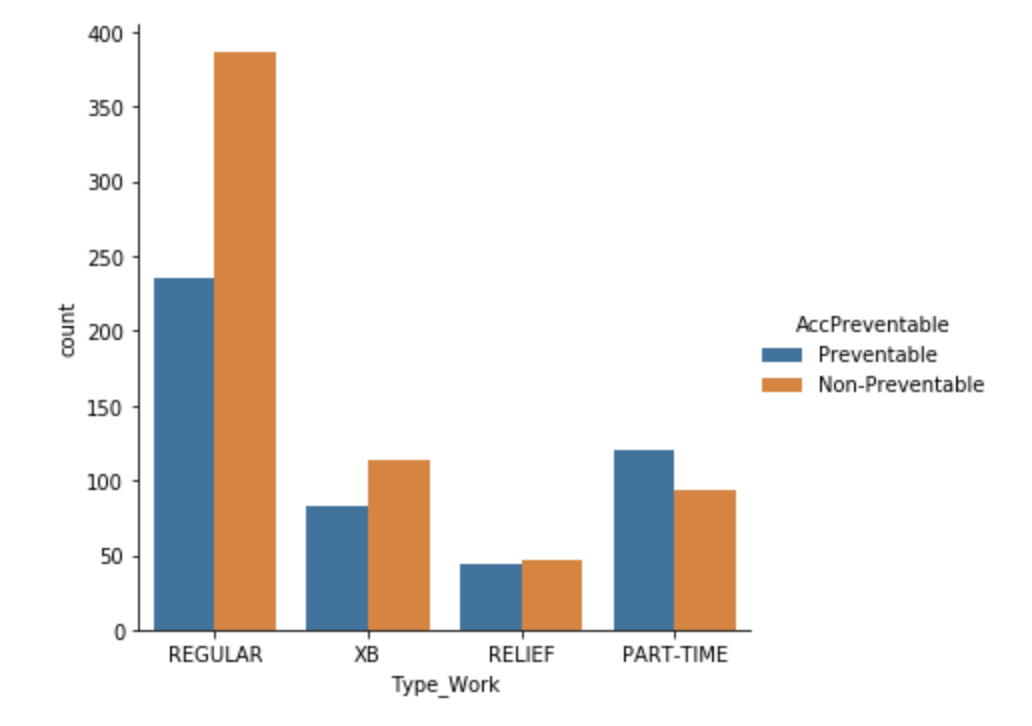 400
350
300
250
200
150
100
50
0
count
REGULAR XB RELIEF PART-TIME
Type_Work
AccPreventable
Preventable
Non-Preventable